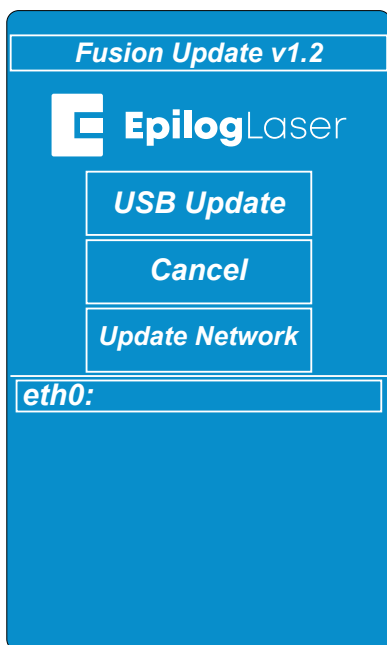 Fusion Update v1.2
EpilogLaser
USB Update
Cancel
Update Network
eth0: